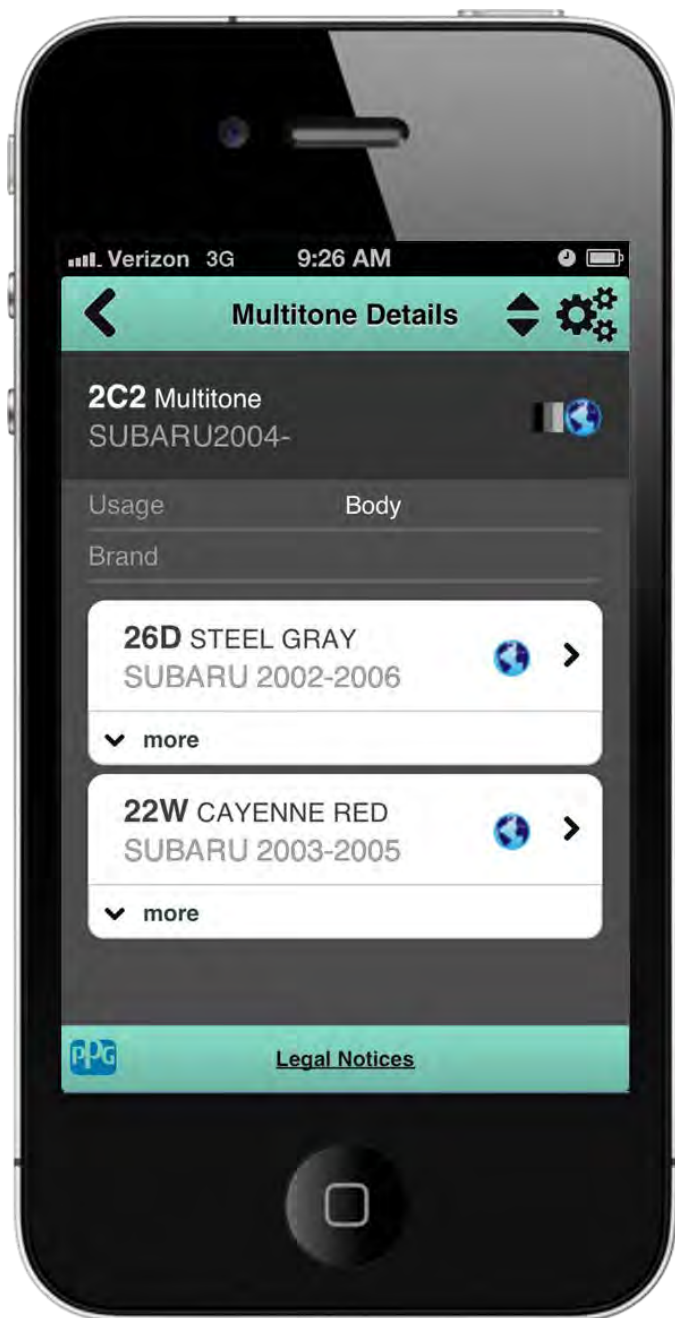 Verizon 3G 9:26 AM
Multitone Details
2C2 Multitone
SUBARU2004-
Usage Body
Brand
26D STEEL GRAY
SUBARU 2002-2006
more
22W CAYENNE RED
SUBARU 2003-2005
more
PPG Legal Notices